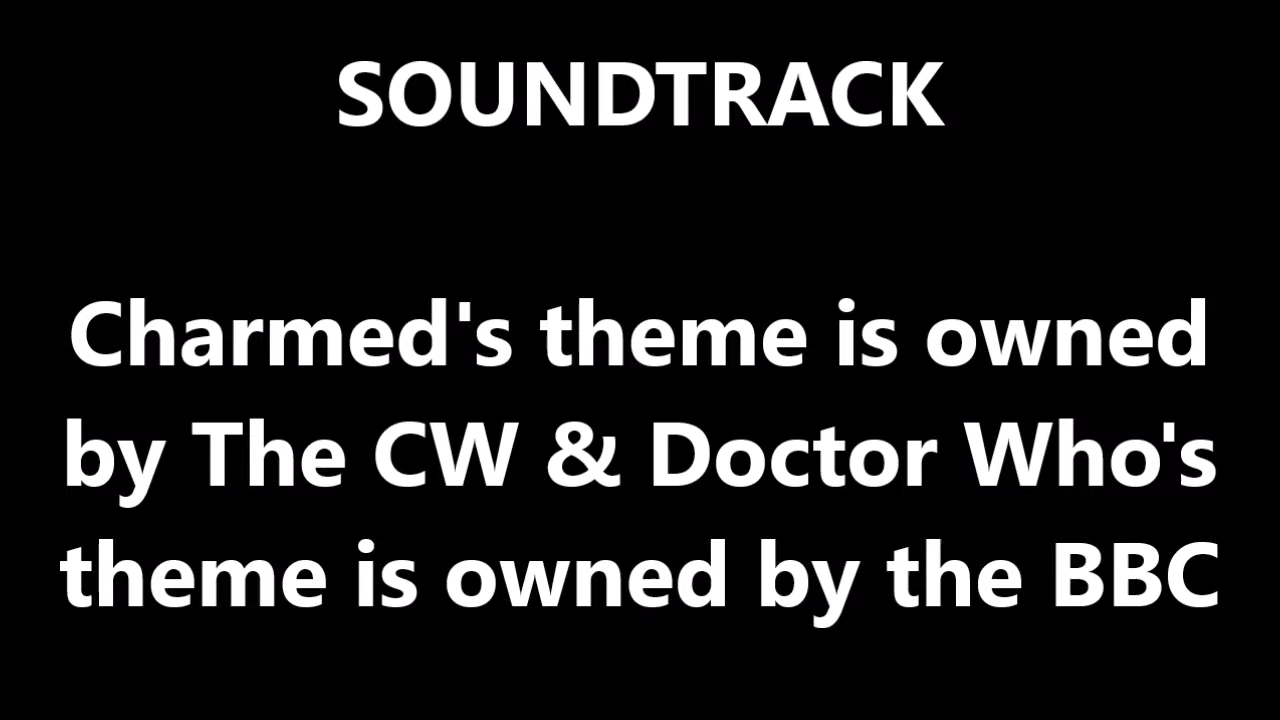 SOUNDTRACK
Charmed's theme is owned
by The CW & Doctor Who's
theme is owned by the BBC